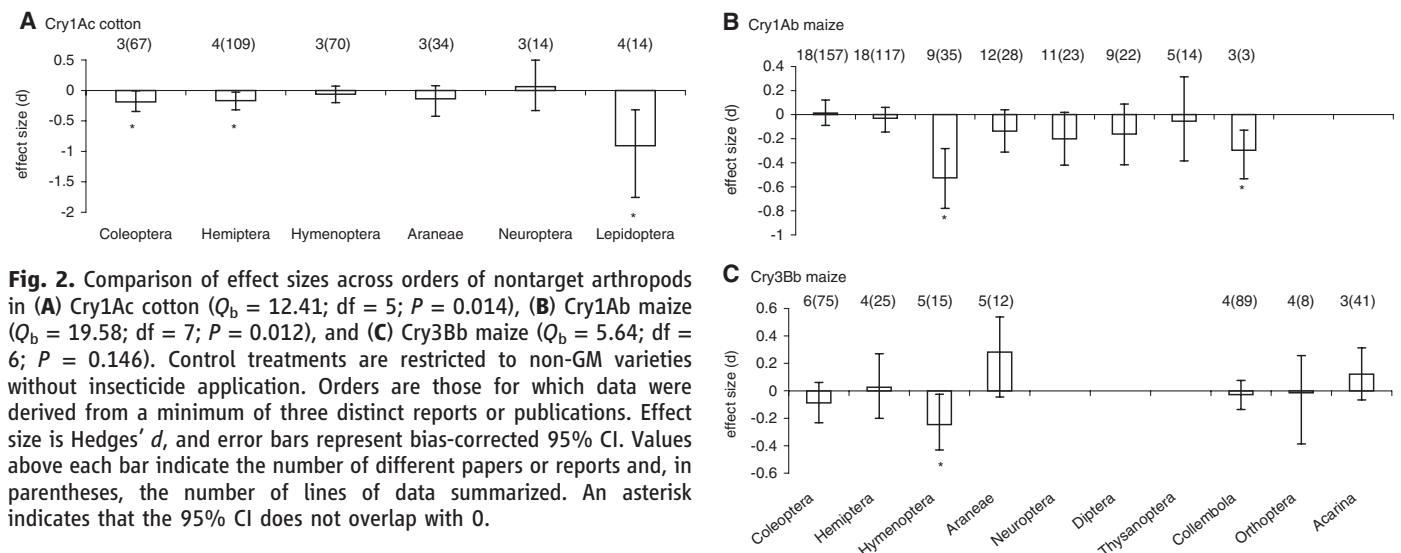 A Cry1Ac cotton
3(67) 4(109) 3(70) 3(34) 3(14) 4(14)
0.5
0
-0.5
-1
-1.5
-2
effect size (d)
* * *
Coleoptera Hemiptera Hymenoptera Araneae Neuroptera Lepidoptera
Fig. 2. Comparison of effect sizes across orders of nontarget arthropods
in (A) Cry1Ac cotton (Qb = 12.41; df = 5; P = 0.014), (B) Cry1Ab maize
(Qb = 19.58; df = 7; P = 0.012), and (C) Cry3Bb maize (Qb = 5.64; df =
6; P = 0.146). Control treatments are restricted to non-GM varieties
without insecticide application. Orders are those for which data were
derived from a minimum of three distinct reports or publications. Effect
size is Hedges' d, and error bars represent bias-corrected 95% CI. Values
above each bar indicate the number of different papers or reports and, in
parentheses, the number of lines of data summarized. An asterisk
indicates that the 95% CI does not overlap with 0.
B Cry1Ab maize
18(157) 18(117) 9(35) 12(28) 11(23) 9(22) 5(14) 3(3)
0.4
0.2
0
-0.2
-0.4
-0.6
-0.8
-1
effect size (d)
* *
C Cry3Bb maize
6(75) 4(25) 5(15) 5(12) 4(89) 4(8) 3(41)
0.6
0.4
0.2
0
-0.2
-0.4
-0.6
effect size (d)
*
Coleoptera Hemiptera Hymenoptera Araneae Neuroptera Diptera Thysanoptera Collembola Orthoptera Acarina